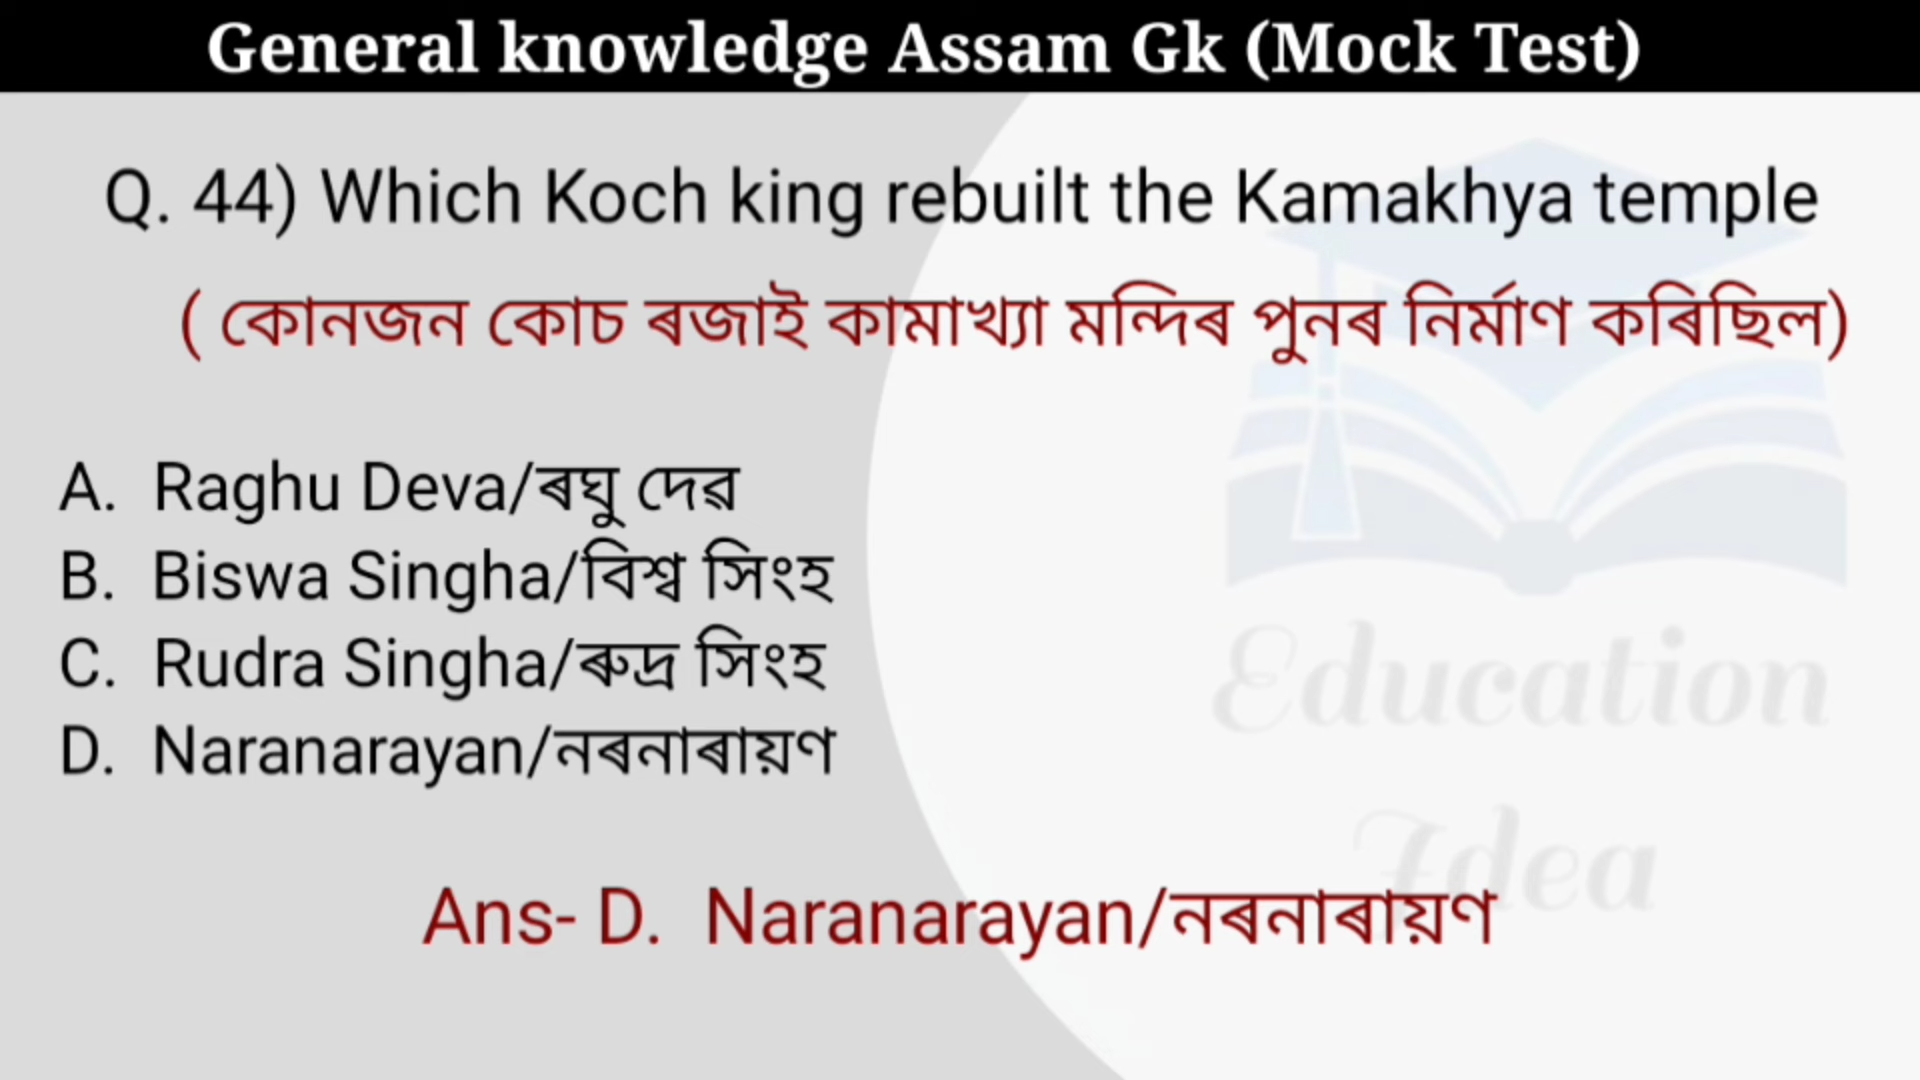 General knowledge Assam Gk (Mock Test)
Q. 44) Which Koch king rebuilt the Kamakhya temple
( কোনজন কোচ ৰজাই কামাখ্যা মন্দিৰ পুনৰ নিৰ্মাণ কৰিছিল)
A. Raghu Deva/ৰঘু দেৱ
B. Biswa Singha/বিশ্ব সিংহ
C. Rudra Singha/ৰুদ্ৰ সিংহ
D. Naranarayan/নৰনাৰায়ণ
Education
Idea
Ans- D. Naranarayan/নৰনাৰায়ণ